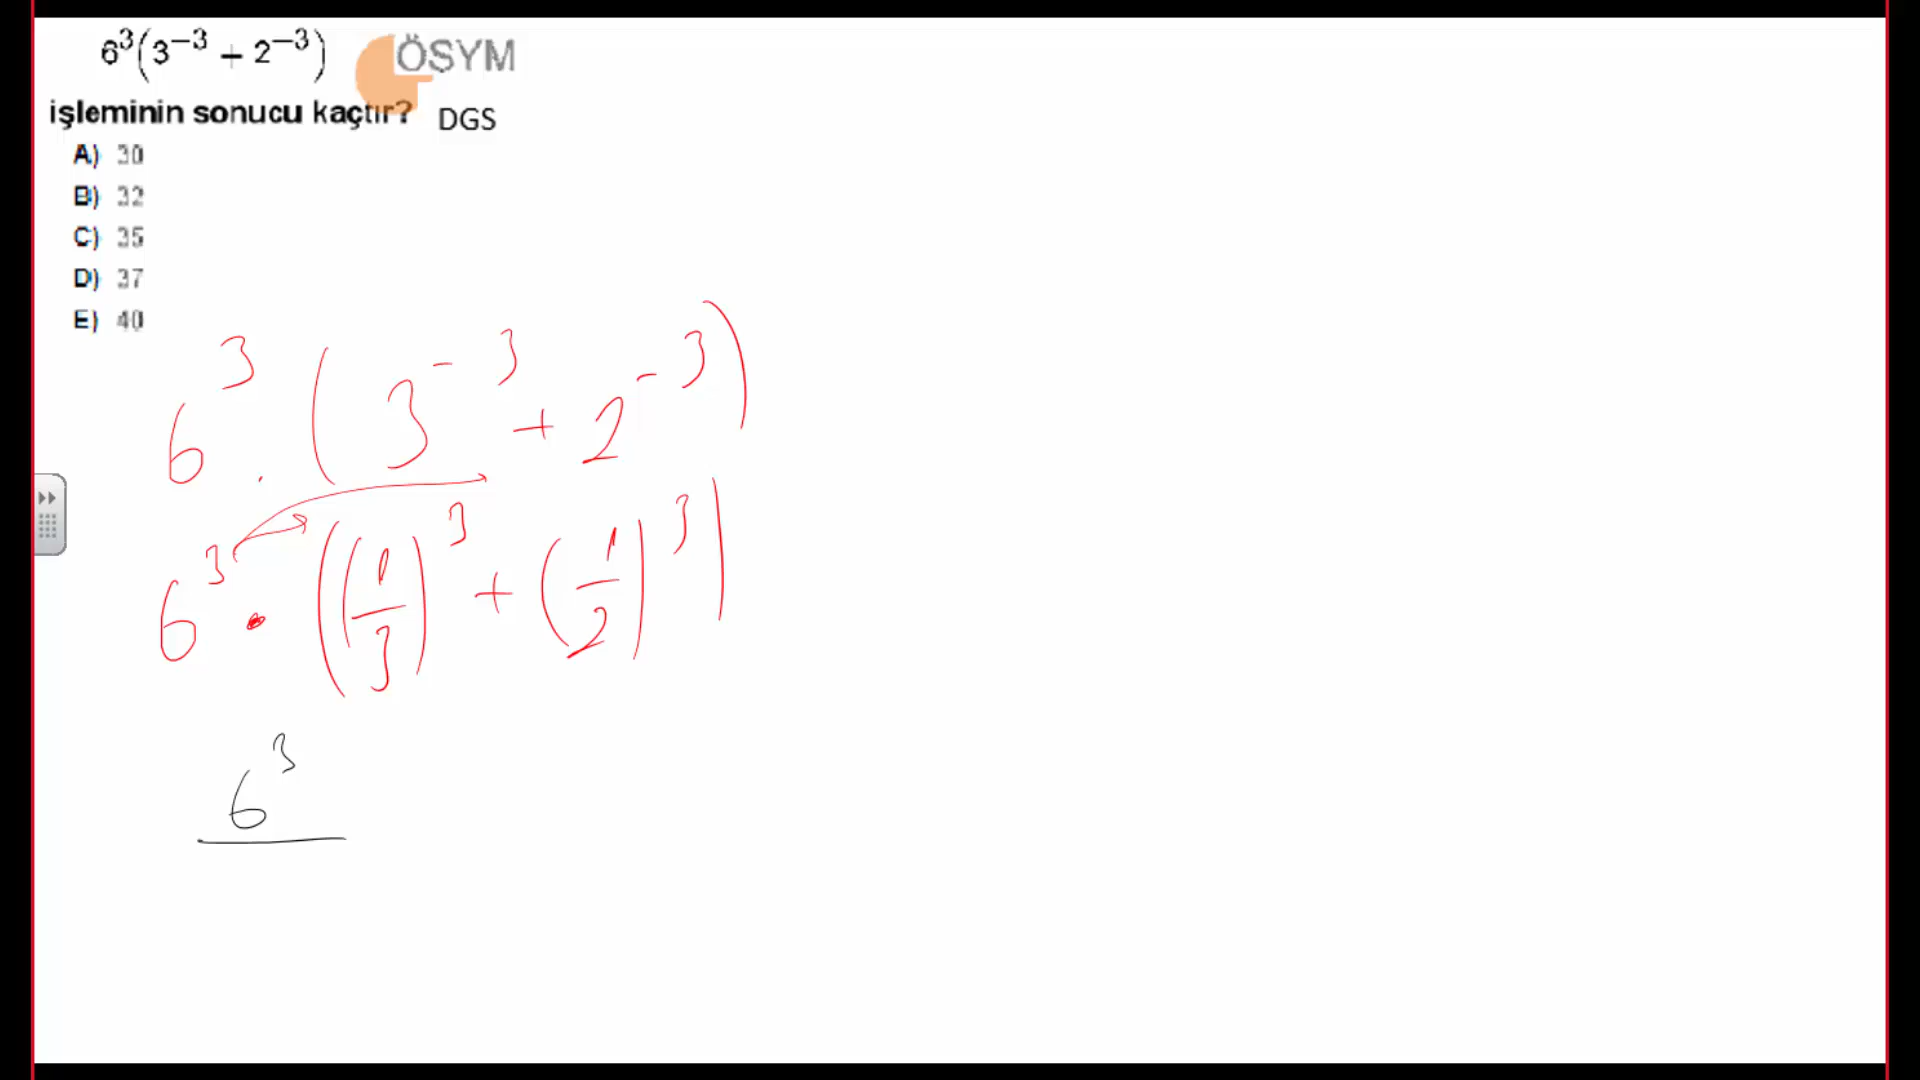 6³(3⁻³ + 2⁻³)
ÖSYM
işleminin sonucu kaçtır? DGS
A) 30
B) 32
C) 35
D) 37
E) 40
6³ . (3⁻³ + 2⁻³)
6³ • ((1/3)³ + (1/2)³)
6³